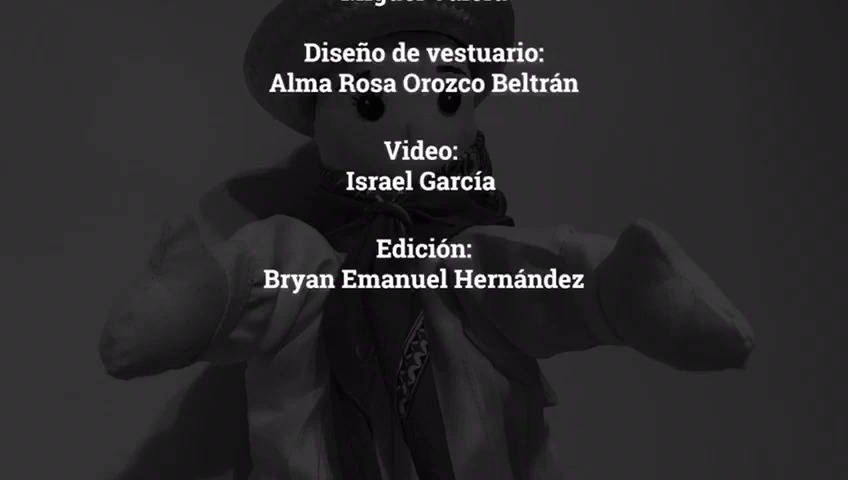 Diseño de vestuario:
Alma Rosa Orozco Beltrán
Video:
Israel García
Edición:
Bryan Emanuel Hernández